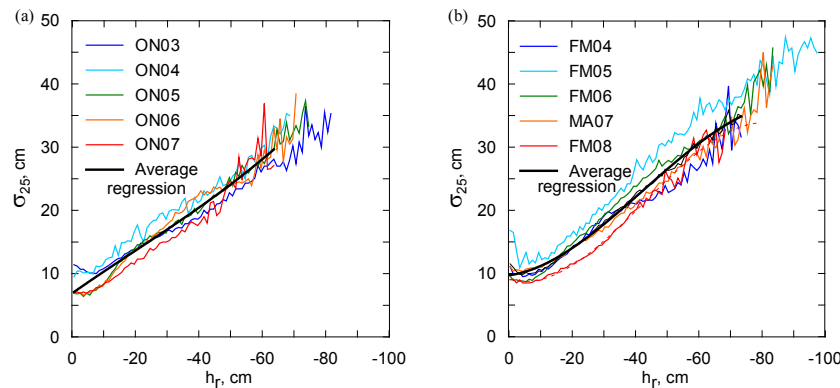 (a)
50
40
30
20
10
0
σ25, cm
ON03
ON04
ON05
ON06
ON07
Average
regression
0 -20 -40 -60 -80 -100
hr, cm
(b)
50
40
30
20
10
0
σ25, cm
FM04
FM05
FM06
MA07
FM08
Average
regression
0 -20 -40 -60 -80 -100
hr, cm